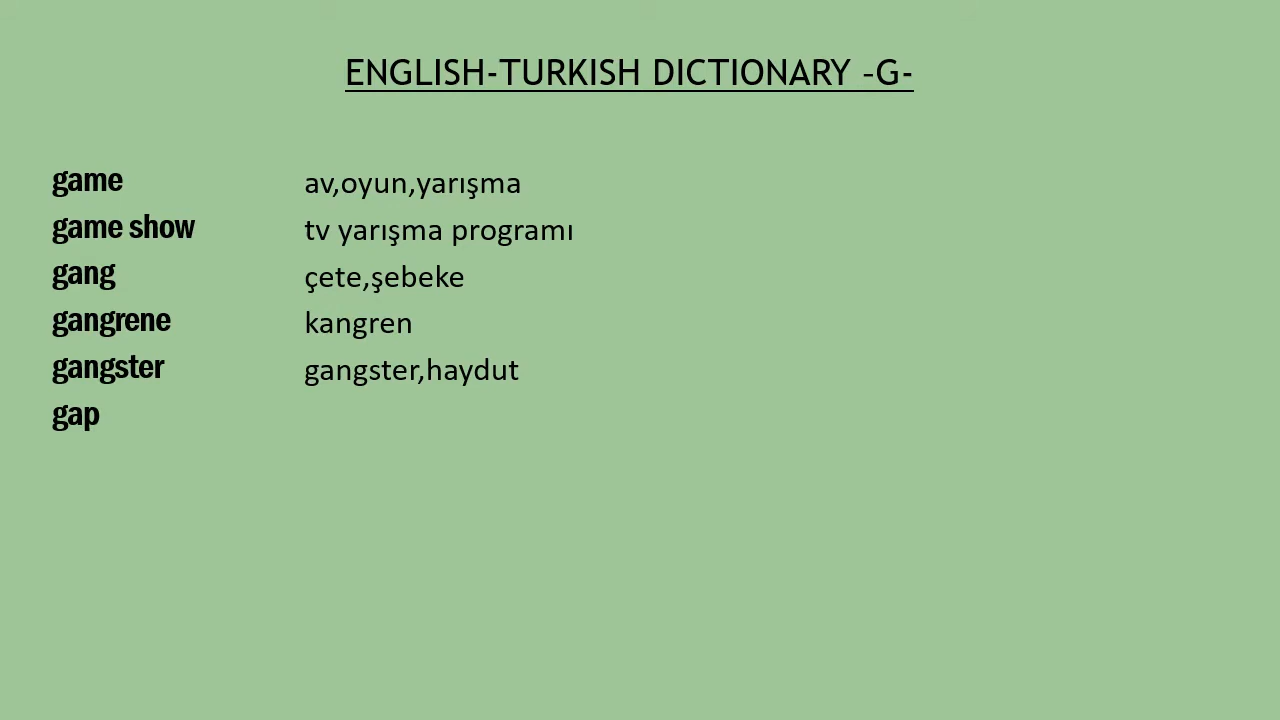 ENGLISH-TURKISH DICTIONARY –G-
game av,oyun,yarışma
game show tv yarışma programı
gang çete,şebeke
gangrene kangren
gangster gangster,haydut
gap